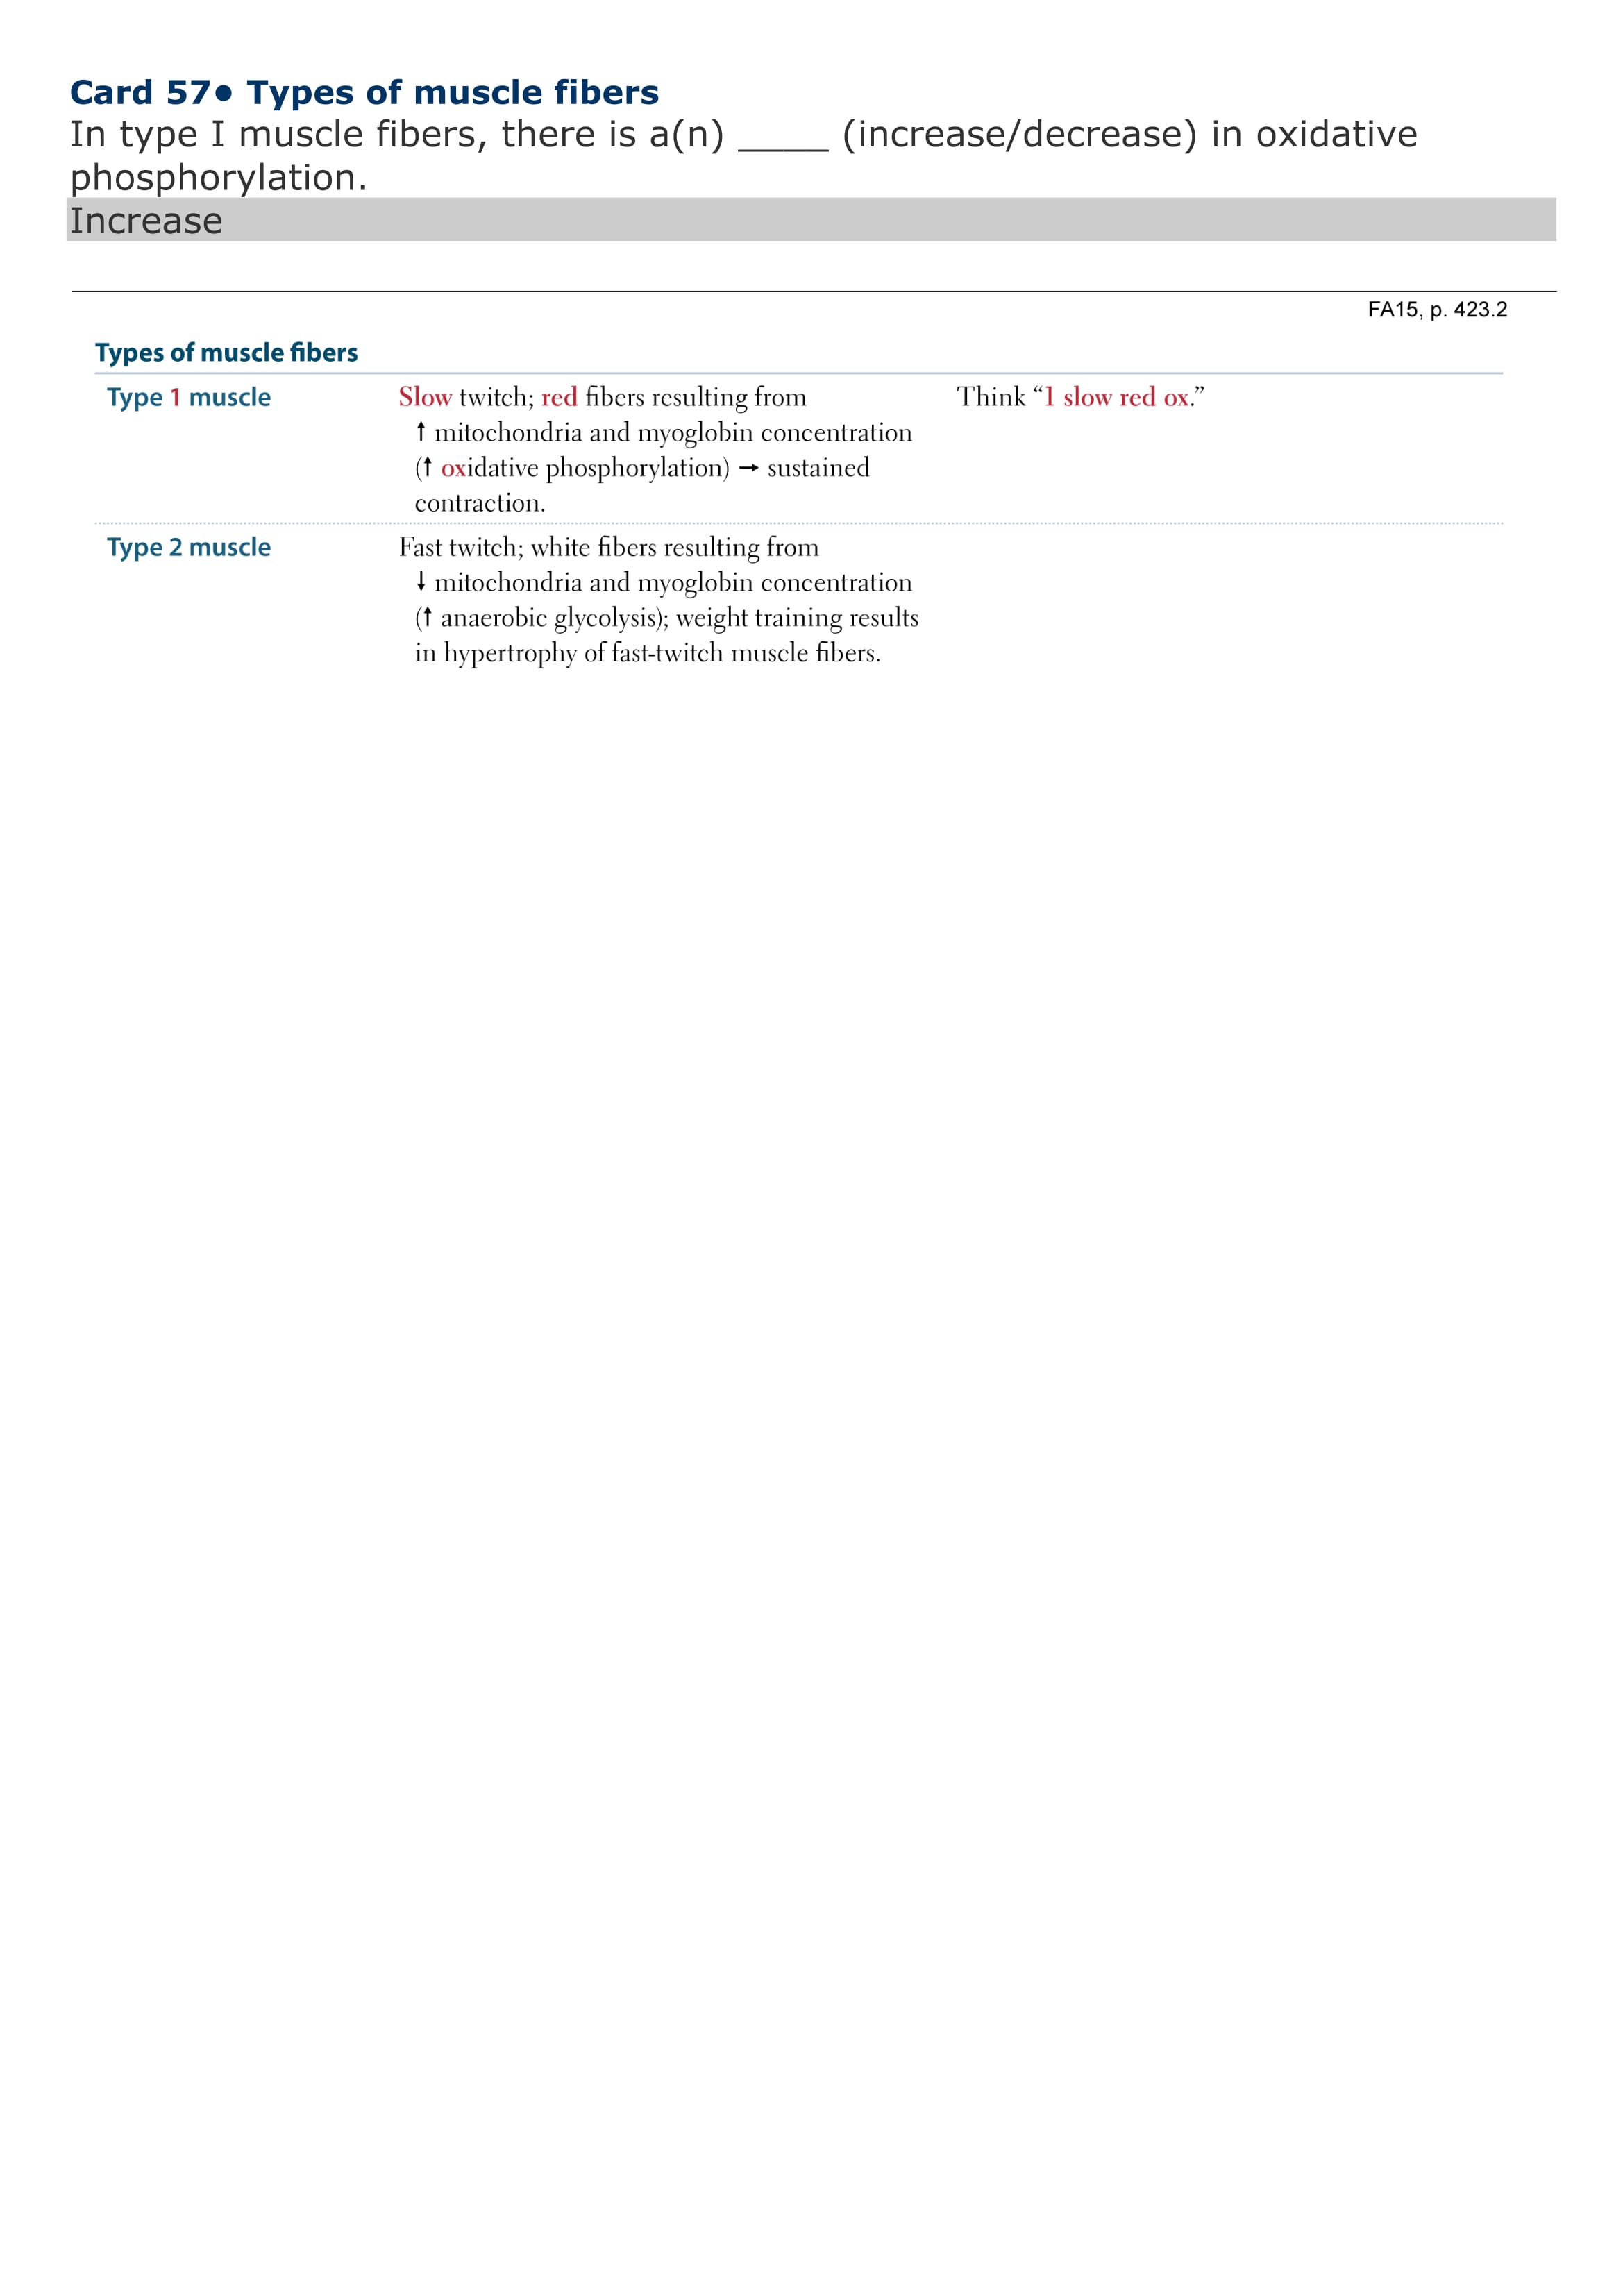 Card 57● Types of muscle fibers
In type I muscle fibers, there is a(n) _____ (increase/decrease) in oxidative
phosphorylation.
Increase
FA15, p. 423.2
Types of muscle fibers
Type 1 muscle
Slow twitch; red fibers resulting from
↑ mitochondria and myoglobin concentration
(↑ oxidative phosphorylation) → sustained
contraction.
Think “1 slow red ox.”
Type 2 muscle
Fast twitch; white fibers resulting from
↓ mitochondria and myoglobin concentration
(↑ anaerobic glycolysis); weight training results
in hypertrophy of fast-twitch muscle fibers.